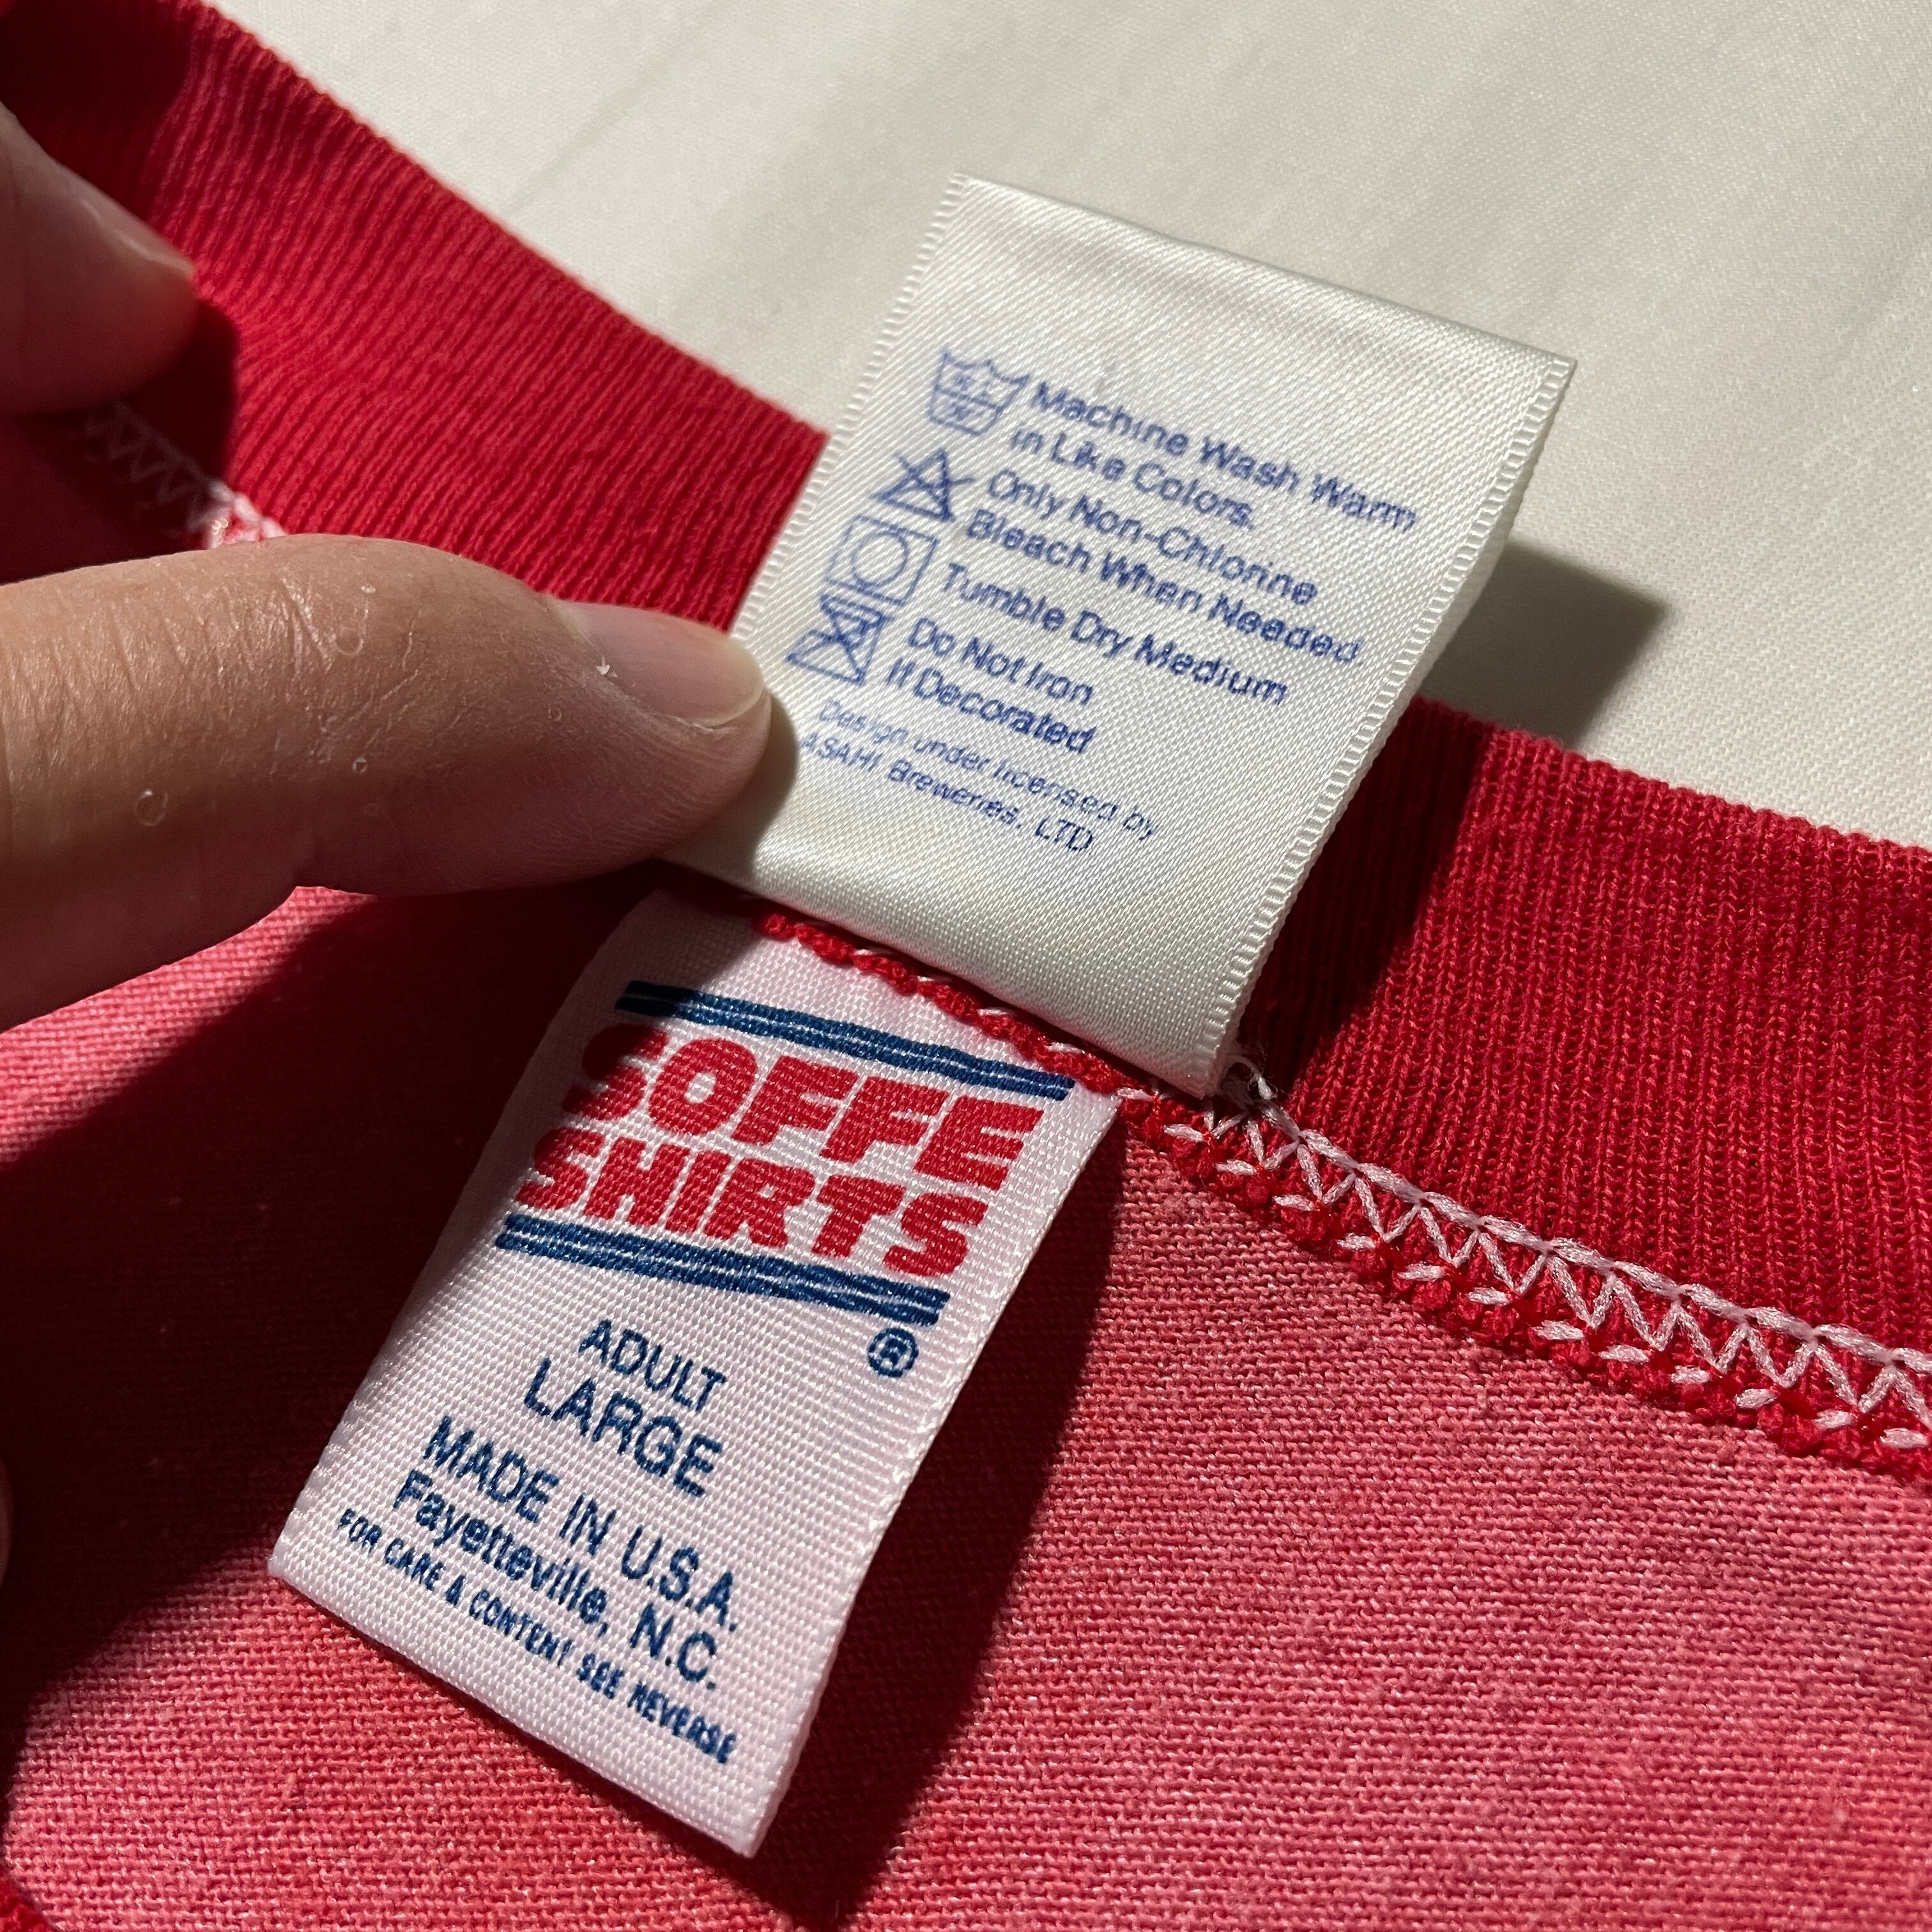 Machine Wash Warm
in Like Colors.
Only Non-Chlorine
Bleach When Needed.
Tumble Dry Medium
Do Not Iron
If Decorated
Design under licensed by
ASAHI Breweries, LTD
SOFFE
SHIRTS
®
ADULT
LARGE
MADE IN U.S.A.
Fayetteville, N.C.
FOR CARE & CONTENT SEE REVERSE